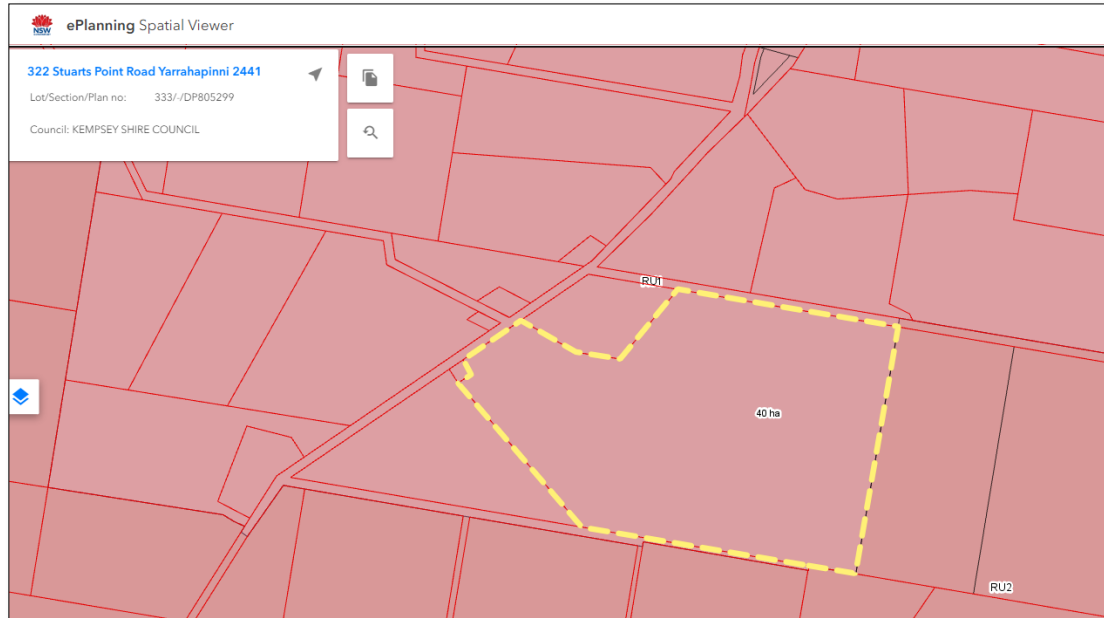 NSW
ePlanning Spatial Viewer
322 Stuarts Point Road Yarrahapinni 2441
Lot/Section/Plan no: 333/-/DP805299
Council: KEMPSEY SHIRE COUNCIL
RU1
40 ha
RU2